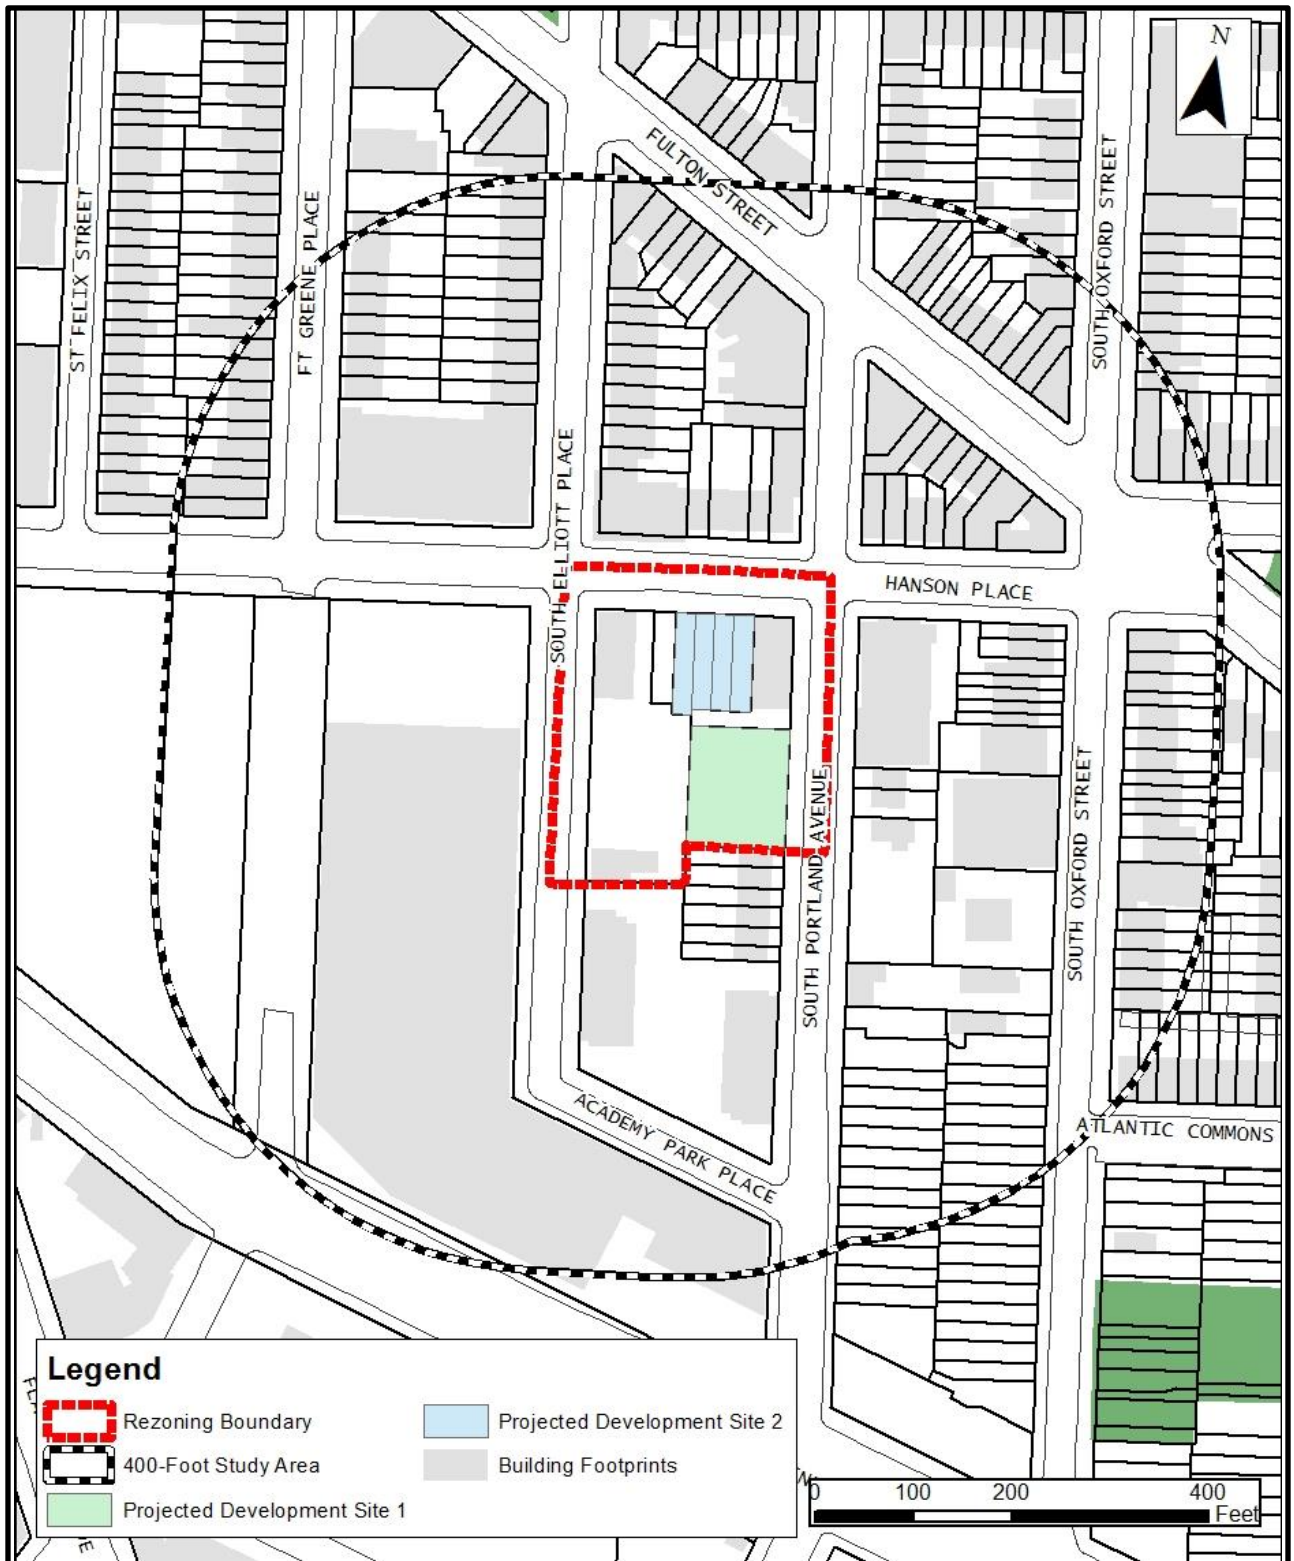 N
FULTON STREET
ST FELIX STREET
FT GREENE PLACE
SOUTH OXFORD STREET
SOUTH ELLIOTT PLACE
HANSON PLACE
SOUTH PORTLAND AVENUE
SOUTH OXFORD STREET
ACADEMY PARK PLACE
ATLANTIC COMMONS
Legend
Rezoning Boundary
400-Foot Study Area
Projected Development Site 1
Projected Development Site 2
Building Footprints
0 100 200 400
Feet